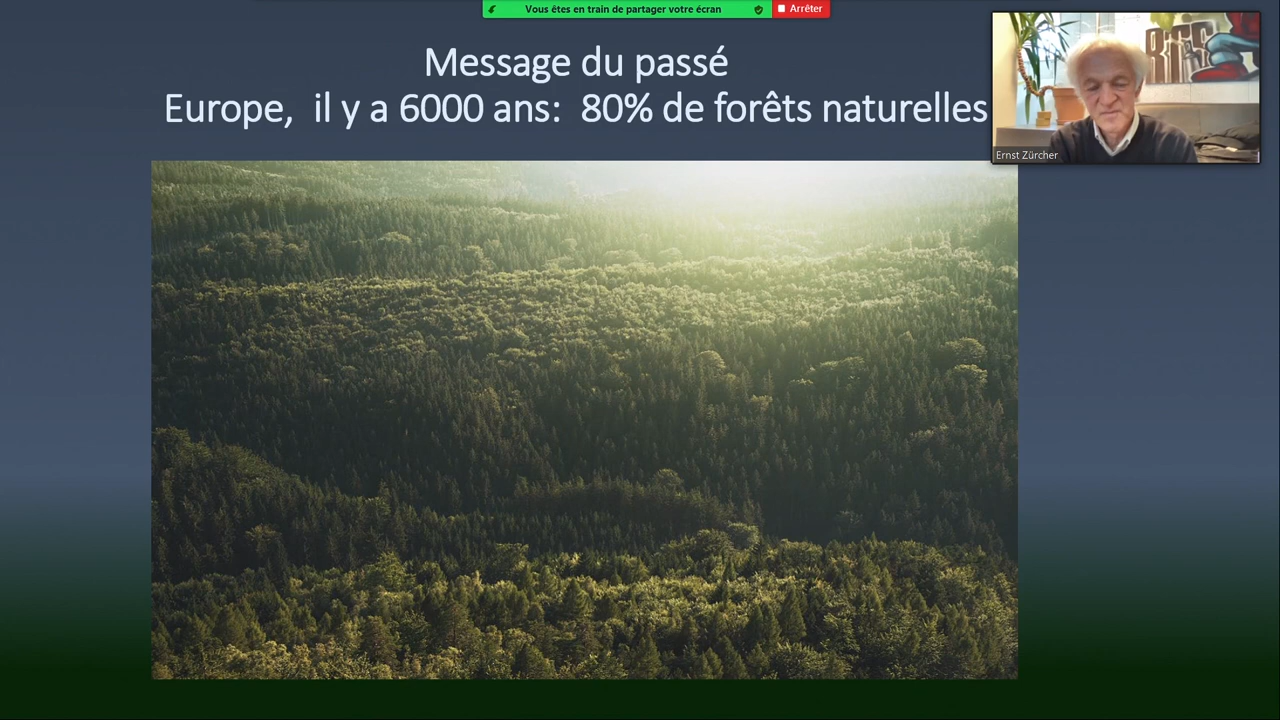 Vous êtes en train de partager votre écran
Arrêter
Message du passé
Europe, il y a 6000 ans: 80% de forêts naturelles
Ernst Zürcher